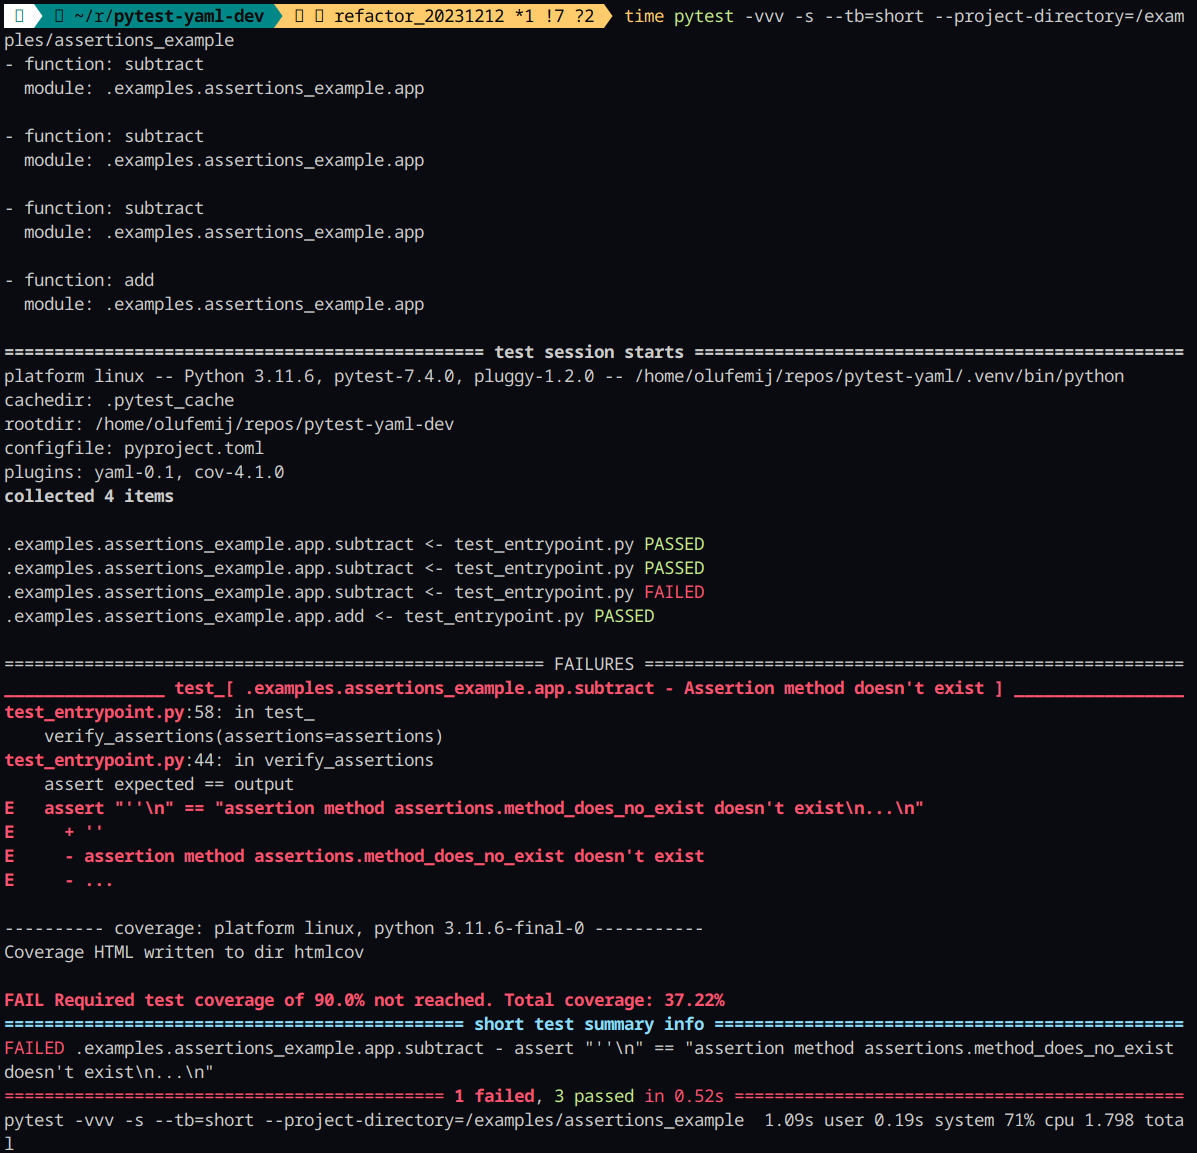 ~/r/pytest-yaml-dev refactor_20231212 *1 !7 ?2 time pytest -vvv -s --tb=short --project-directory=/exam
ples/assertions_example
- function: subtract
  module: .examples.assertions_example.app
- function: subtract
  module: .examples.assertions_example.app
- function: subtract
  module: .examples.assertions_example.app
- function: add
  module: .examples.assertions_example.app
================================================ test session starts =================================================
platform linux -- Python 3.11.6, pytest-7.4.0, pluggy-1.2.0 -- /home/olufemij/repos/pytest-yaml/.venv/bin/python
cachedir: .pytest_cache
rootdir: /home/olufemij/repos/pytest-yaml-dev
configfile: pyproject.toml
plugins: yaml-0.1, cov-4.1.0
collected 4 items
.examples.assertions_example.app.subtract <- test_entrypoint.py PASSED
.examples.assertions_example.app.subtract <- test_entrypoint.py PASSED
.examples.assertions_example.app.subtract <- test_entrypoint.py FAILED
.examples.assertions_example.app.add <- test_entrypoint.py PASSED
====================================================== FAILURES ======================================================
________________ test_[ .examples.assertions_example.app.subtract - Assertion method doesn't exist ] _________________
test_entrypoint.py:58: in test_
    verify_assertions(assertions=assertions)
test_entrypoint.py:44: in verify_assertions
    assert expected == output
E   assert "''\n" == "assertion method assertions.method_does_no_exist doesn't exist\n...\n"
E     + ''
E     - assertion method assertions.method_does_no_exist doesn't exist
E     - ...
---------- coverage: platform linux, python 3.11.6-final-0 -----------
Coverage HTML written to dir htmlcov
FAIL Required test coverage of 90.0% not reached. Total coverage: 37.22%
============================================== short test summary info ===============================================
FAILED .examples.assertions_example.app.subtract - assert "''\n" == "assertion method assertions.method_does_no_exist
doesn't exist\n...\n"
============================================ 1 failed, 3 passed in 0.52s =============================================
pytest -vvv -s --tb=short --project-directory=/examples/assertions_example  1.09s user 0.19s system 71% cpu 1.798 tota
l